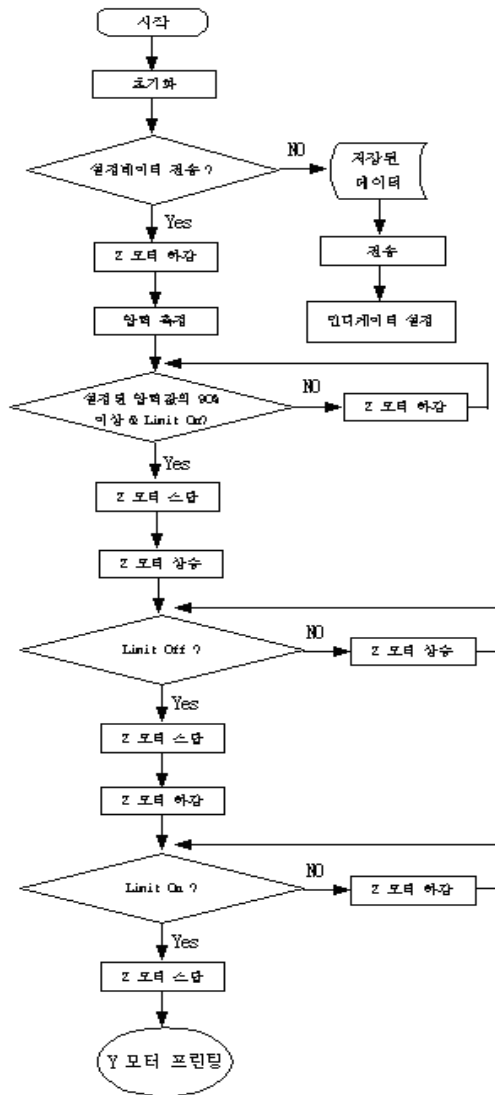 시작
초기화
설정데이터 전송 ?
NO
저장된
데이터
Yes
Z 모터 하강
전송
압력 측정
인디케이터 설정
설정된 압력값의 90%
이상 & Limit On?
NO
Z 모터 하강
Yes
Z 모터 스탑
Z 모터 상승
Limit Off ?
NO
Z 모터 상승
Yes
Z 모터 스탑
Z 모터 하강
Limit On ?
NO
Z 모터 하강
Yes
Z 모터 스탑
Y 모터 프린팅